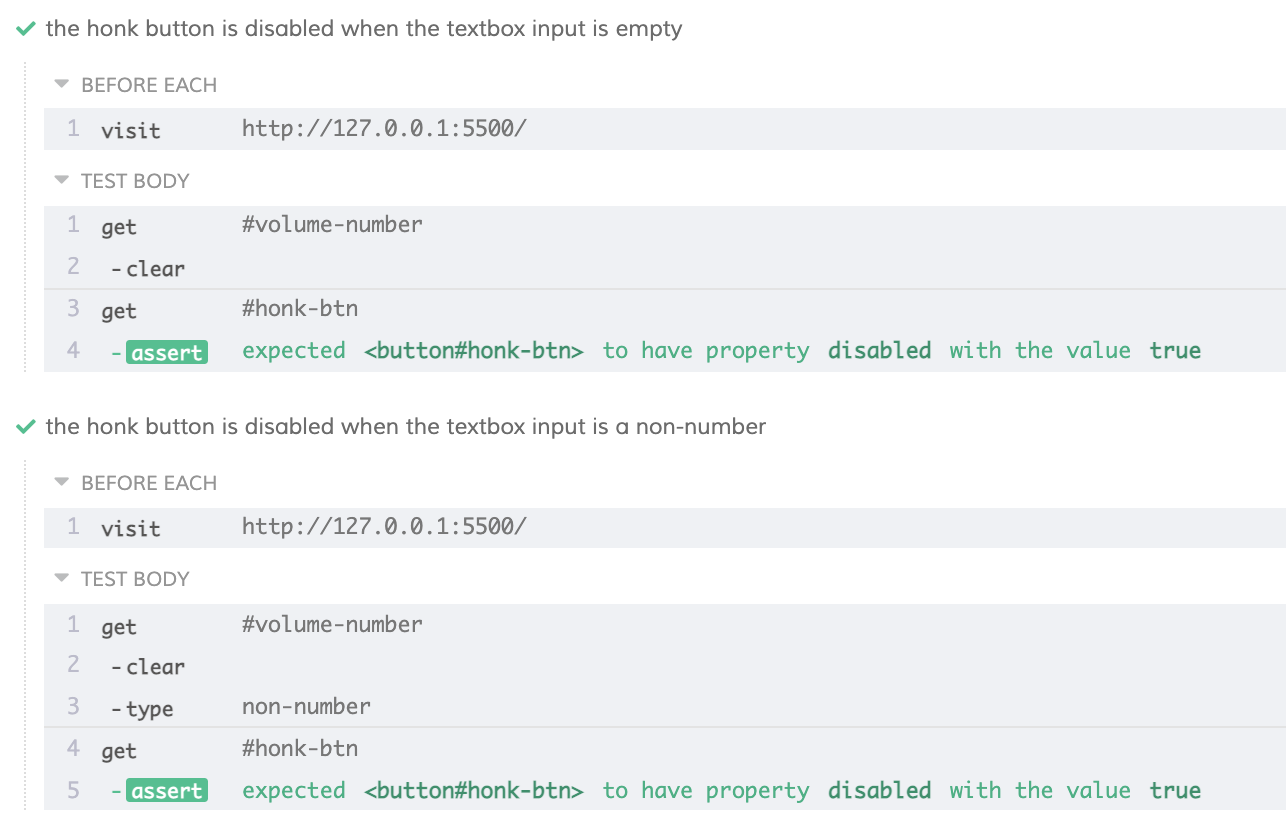 the honk button is disabled when the textbox input is empty
BEFORE EACH
1 visit http://127.0.0.1:5500/
TEST BODY
1 get #volume-number
2 -clear
3 get #honk-btn
4 -assert expected <button#honk-btn> to have property disabled with the value true
the honk button is disabled when the textbox input is a non-number
BEFORE EACH
1 visit http://127.0.0.1:5500/
TEST BODY
1 get #volume-number
2 -clear
3 -type non-number
4 get #honk-btn
5 -assert expected <button#honk-btn> to have property disabled with the value true